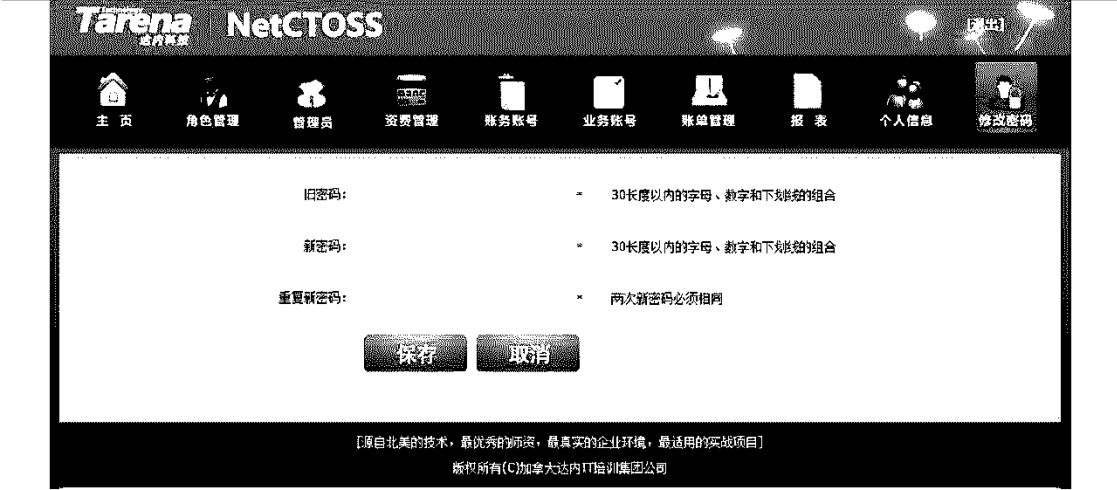 Tarena
达内科技
NetCTOSS
[退出]
主 页 角色管理 管理员 资费管理 账务账号 业务账号 账单管理 报 表 个人信息 修改密码
旧密码: * 30长度以内的字母、数字和下划线的组合
新密码: * 30长度以内的字母、数字和下划线的组合
重复新密码: * 两次新密码必须相同
保存 取消
[源自北美的技术，最优秀的师资，最真实的企业环境，最适用的实战项目]
版权所有(C)加拿大达内IT培训集团公司